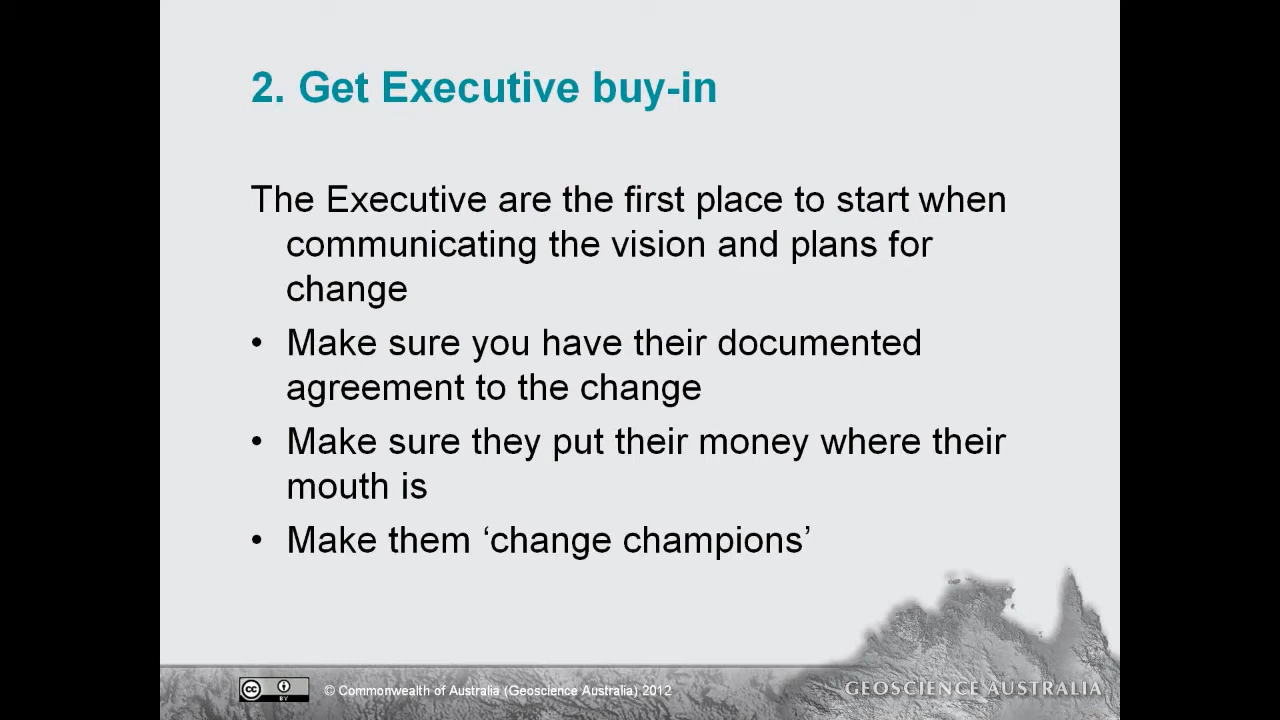 2. Get Executive buy-in
The Executive are the first place to start when
communicating the vision and plans for
change
• Make sure you have their documented
agreement to the change
• Make sure they put their money where their
mouth is
• Make them ‘change champions’
cc BY © Commonwealth of Australia (Geoscience Australia) 2012
GEOSCIENCE AUSTRALIA